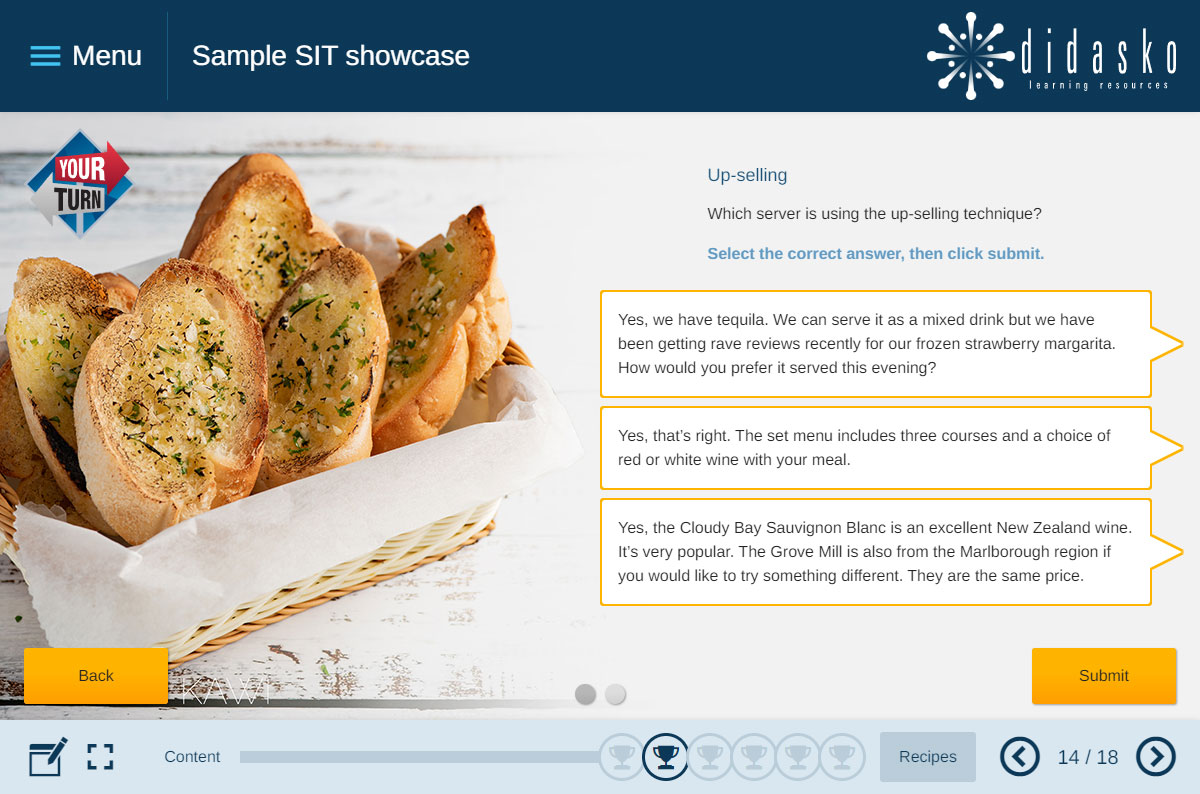 Menu
Sample SIT showcase
didasko
learning resources
YOUR
TURN
Up-selling
Which server is using the up-selling technique?
Select the correct answer, then click submit.
Yes, we have tequila. We can serve it as a mixed drink but we have
been getting rave reviews recently for our frozen strawberry margarita.
How would you prefer it served this evening?
Yes, that’s right. The set menu includes three courses and a choice of
red or white wine with your meal.
Yes, the Cloudy Bay Sauvignon Blanc is an excellent New Zealand wine.
It’s very popular. The Grove Mill is also from the Marlborough region if
you would like to try something different. They are the same price.
Back
KAWI
Submit
Content
Recipes
14 / 18